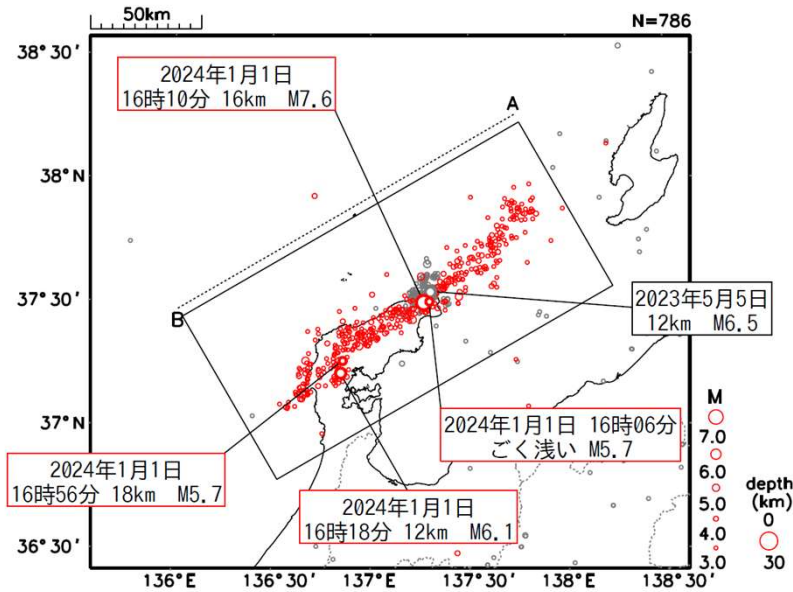 50km
N=786
38°30′
2024年1月1日
16時10分 16km M7.6
A
38°N
37°30′
B
2023年5月5日
12km M6.5
37°N
2024年1月1日 16時06分
ごく浅い M5.7
2024年1月1日
16時56分 18km M5.7
2024年1月1日
16時18分 12km M6.1
36°30′
M
7.0
6.0
5.0
4.0
3.0
depth
(km)
0
30
136°E
136°30′
137°E
137°30′
138°E
138°30′